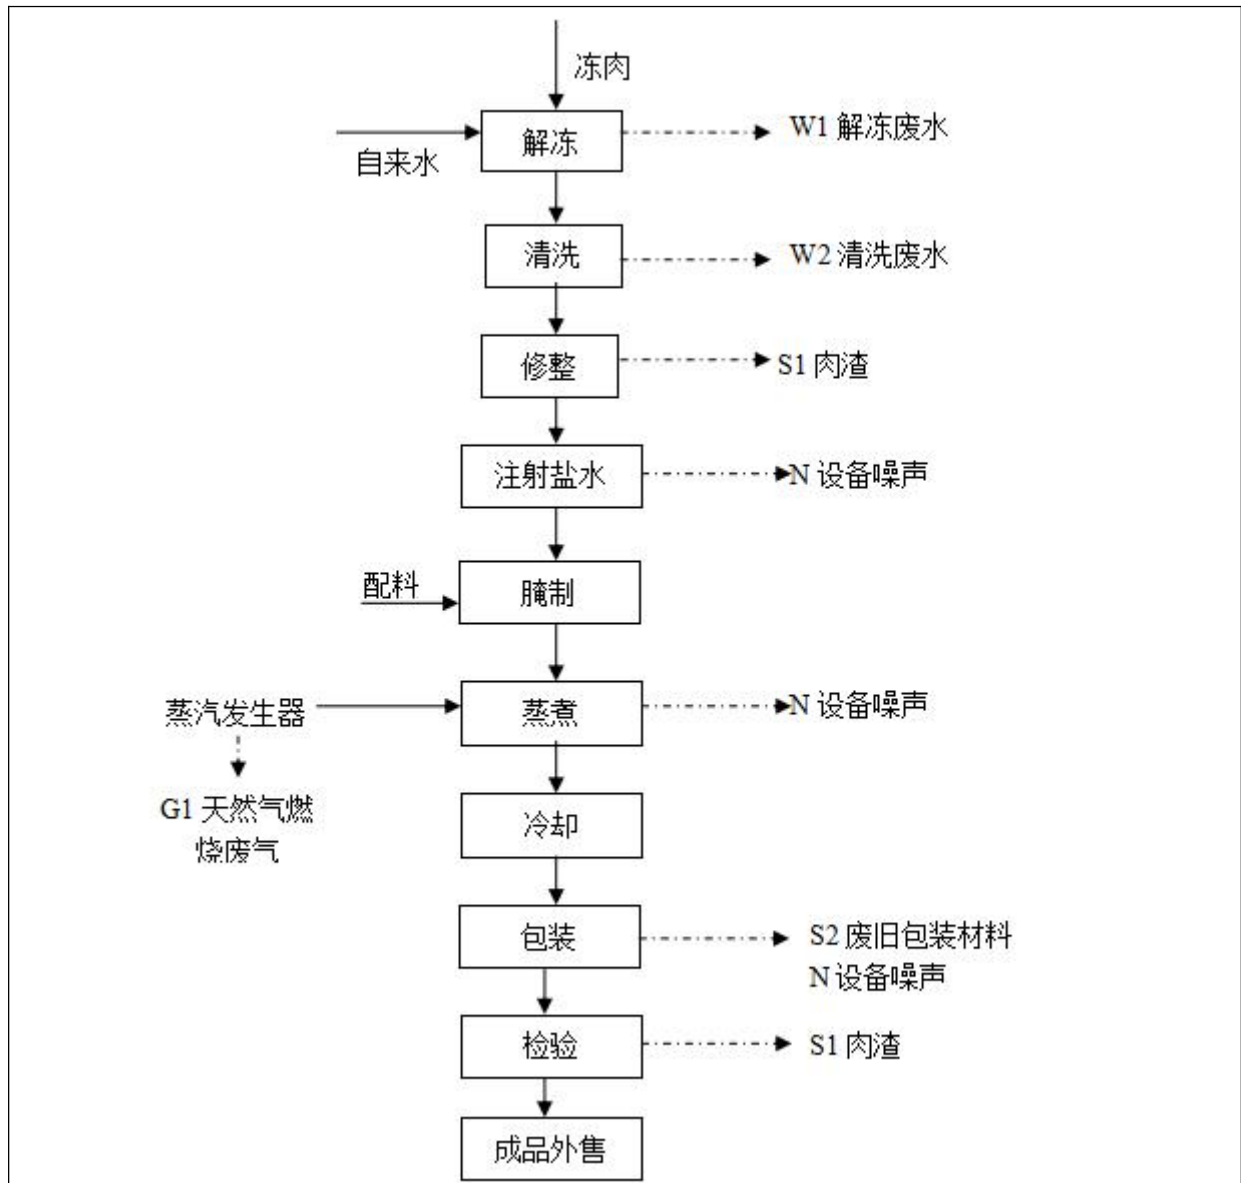 冻肉
自来水
解冻
W1 解冻废水
清洗
W2 清洗废水
修整
S1 肉渣
注射盐水
N 设备噪声
配料
腌制
蒸汽发生器
蒸煮
N 设备噪声
G1 天然气燃
烧废气
冷却
包装
S2 废旧包装材料
N 设备噪声
检验
S1 肉渣
成品外售